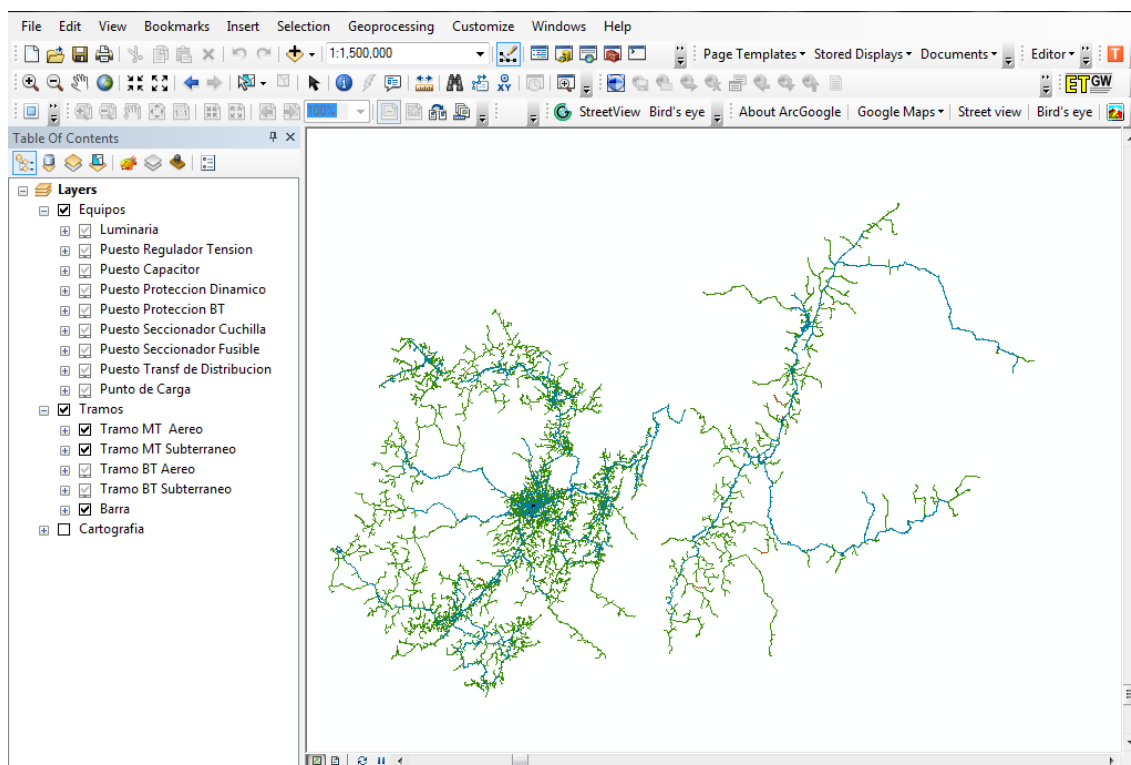 File Edit View Bookmarks Insert Selection Geoprocessing Customize Windows Help
1:1,500,000 Page Templates Stored Displays Documents Editor T
ET GW
100% StreetView Bird's eye About ArcGoogle Google Maps Street view Bird's eye
Table Of Contents
Layers
Equipos
Luminaria
Puesto Regulador Tension
Puesto Capacitor
Puesto Proteccion Dinamico
Puesto Proteccion BT
Puesto Seccionador Cuchilla
Puesto Seccionador Fusible
Puesto Transf de Distribucion
Punto de Carga
Tramos
Tramo MT Aereo
Tramo MT Subterraneo
Tramo BT Aereo
Tramo BT Subterraneo
Barra
Cartografia